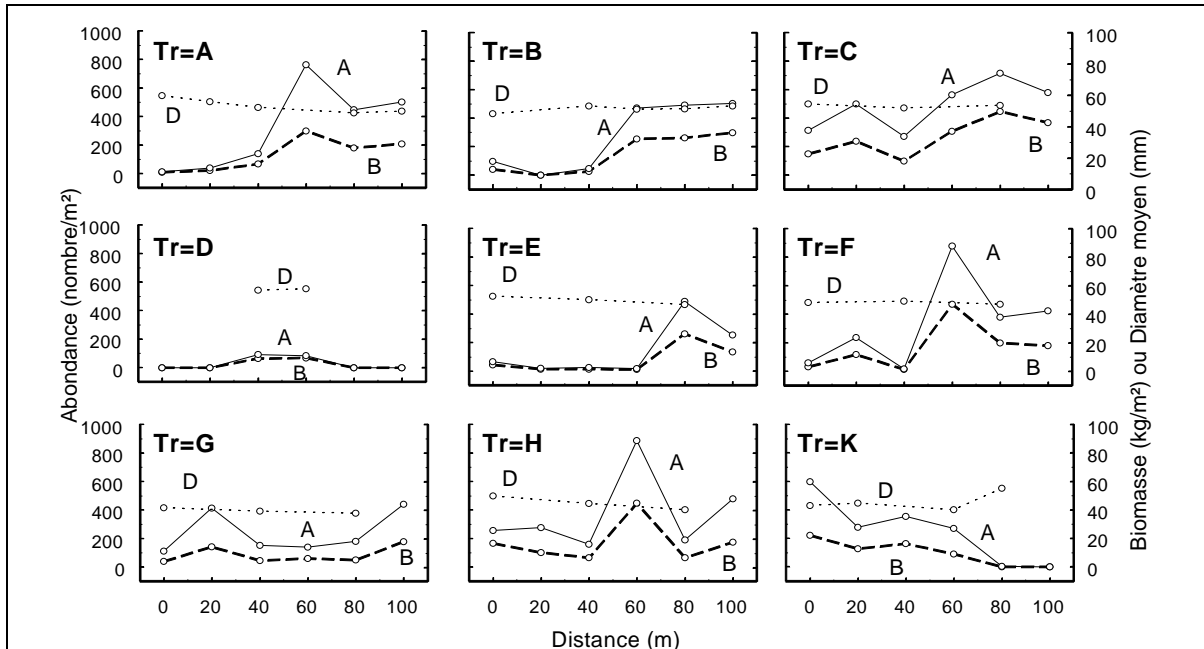 1000
800
600
400
200
0
Tr=A
A
D
B
Tr=B
D
A
B
Tr=C
D
A
B
100
80
60
40
20
0
1000
800
600
400
200
0
Tr=D
D
A
B
Tr=E
D
A
B
Tr=F
D
A
B
100
80
60
40
20
0
1000
800
600
400
200
0
Tr=G
D
A
B
Tr=H
D
A
B
Tr=K
D
A
B
100
80
60
40
20
0
0 20 40 60 80 100
0 20 40 60 80 100
0 20 40 60 80 100
Distance (m)
Abondance (nombre/m²)
Biomasse (kg/m²) ou Diamètre moyen (mm)